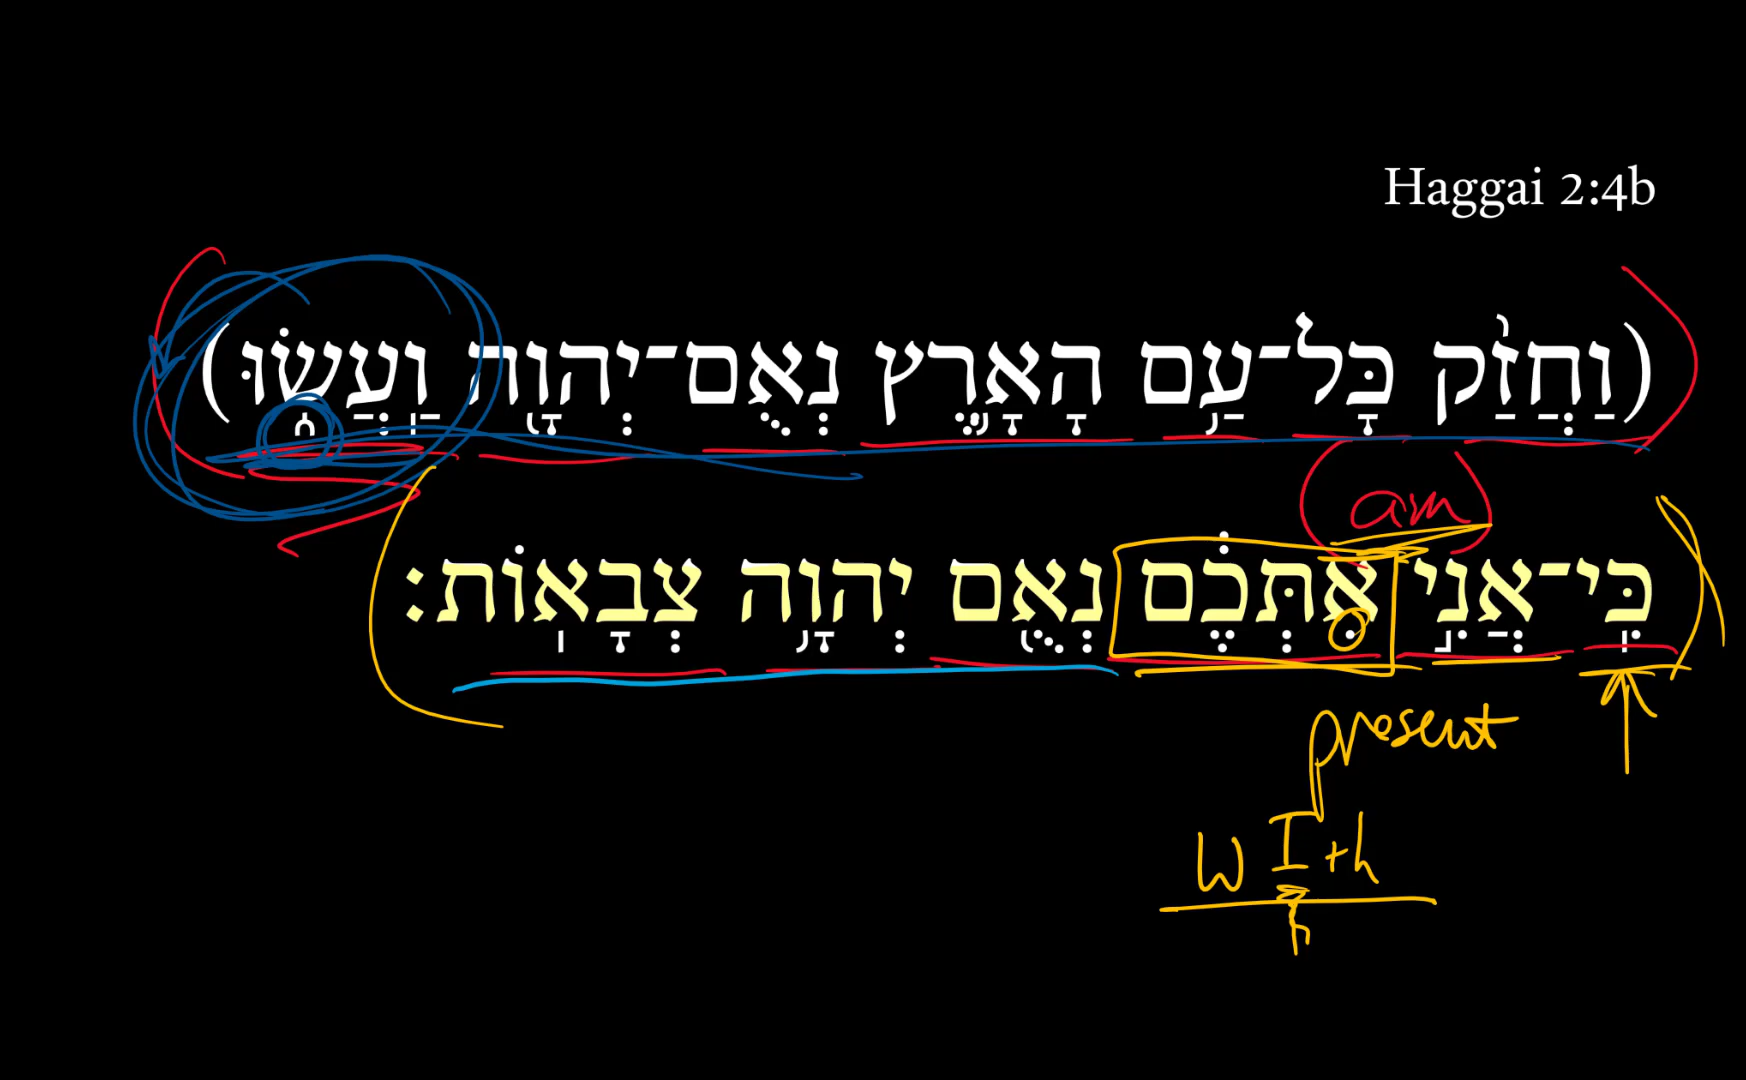 Haggai 2:4b
(וַחֲזַ֨ק כָּל־עַ֥ם הָאָ֛רֶץ נְאֻם־יְהוָ֖ה וַֽעֲשׂ֑וּ)
am
כִּֽי־אֲנִ֣י אִתְּכֶ֔ם נְאֻ֖ם יְהוָ֥ה צְבָאֽוֹת׃
present
WIth